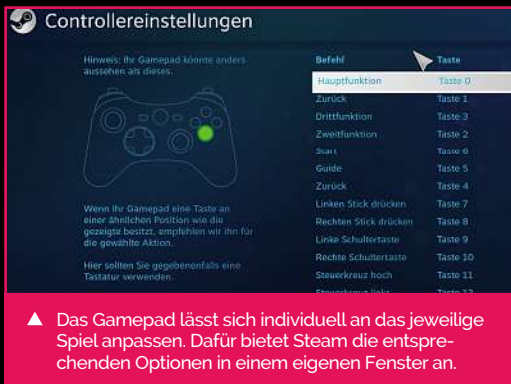 Controllereinstellungen
Hinweis: Ihr Gamepad könnte anders
aussehen als dieses.
Wenn Ihr Gamepad eine Taste an
einer ähnlichen Position wie die
gezeigte besitzt, empfehlen wir ihn für
die gewählte Aktion.
Hier sollten Sie gegebenenfalls eine
Tastatur verwenden.
Befehl Taste
Hauptfunktion Taste 0
Zurück Taste 1
Drittfunktion Taste 3
Zweitfunktion Taste 2
Start Taste 6
Guide Taste 5
Zurück Taste 4
Linken Stick drücken Taste 7
Rechten Stick drücken Taste 8
Linke Schultertaste Taste 9
Rechte Schultertaste Taste 10
Steuerkreuz hoch Taste 11
▲ Das Gamepad lässt sich individuell an das jeweilige
Spiel anpassen. Dafür bietet Steam die entspre-
chenden Optionen in einem eigenen Fenster an.